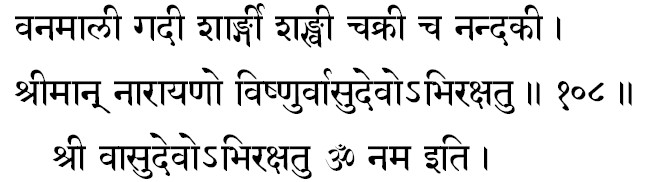 वनमाली गदी शार्ङ्गी शङ्खी चक्री च नन्दकी ।
श्रीमान् नारायणो विष्णुर्वासुदेवोऽभिरक्षतु ॥ १०८ ॥
श्री वासुदेवोऽभिरक्षतु ॐ नम इति ।